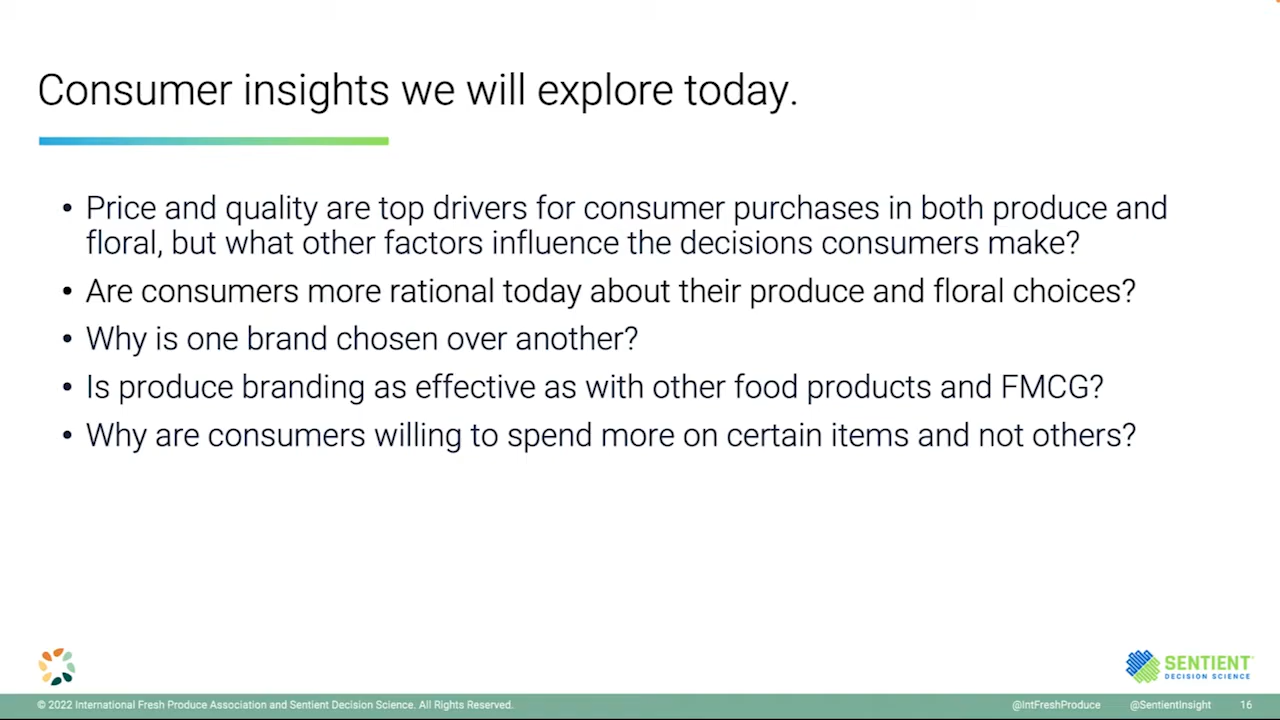 Consumer insights we will explore today.
• Price and quality are top drivers for consumer purchases in both produce and
floral, but what other factors influence the decisions consumers make?
• Are consumers more rational today about their produce and floral choices?
• Why is one brand chosen over another?
• Is produce branding as effective as with other food products and FMCG?
• Why are consumers willing to spend more on certain items and not others?
SENTIENT
DECISION SCIENCE
© 2022 International Fresh Produce Association and Sentient Decision Science. All Rights Reserved.
@IntFreshProduce @SentientInsight 16